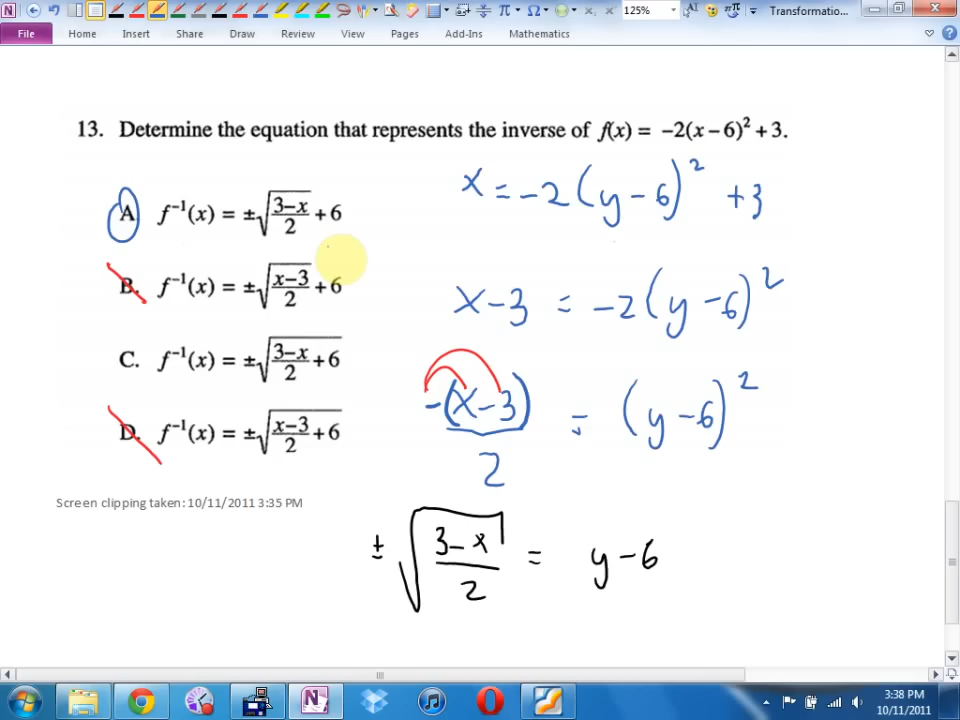 125%
Transformatio...
File Home Insert Share Draw Review View Pages Add-Ins Mathematics
13. Determine the equation that represents the inverse of f(x) = −2(x − 6)² + 3.
A f⁻¹(x) = ±√((3−x)/2) + 6
B. f⁻¹(x) = ±√((x−3)/2) + 6
C. f⁻¹(x) = ±√((3−x)/2 + 6)
D. f⁻¹(x) = ±√((x−3)/2 + 6)
Screen clipping taken: 10/11/2011 3:35 PM
x = −2(y − 6)² + 3
x − 3 = −2(y − 6)²
−(x − 3)/2 = (y − 6)²
±√((3 − x)/2) = y − 6
3:38 PM
10/11/2011